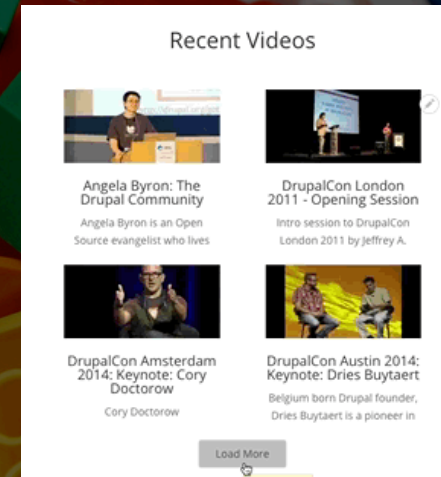 Recent Videos
Angela Byron: The
Drupal Community
Angela Byron is an Open
Source evangelist who lives
DrupalCon London
2011 - Opening Session
Intro session to DrupalCon
London 2011 by Jeffrey A.
DrupalCon Amsterdam
2014: Keynote: Cory
Doctorow
Cory Doctorow
DrupalCon Austin 2014:
Keynote: Dries Buytaert
Belgium born Drupal founder,
Dries Buytaert is a pioneer in
Load More